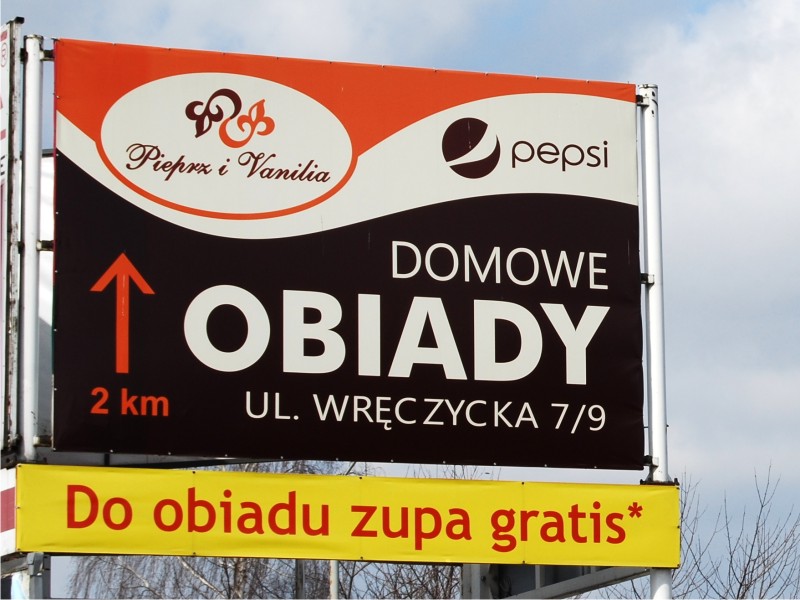 Pieprz i Vanilia
pepsi
DOMOWE
OBIADY
UL. WRĘCZYCKA 7/9
2 km
Do obiadu zupa gratis*